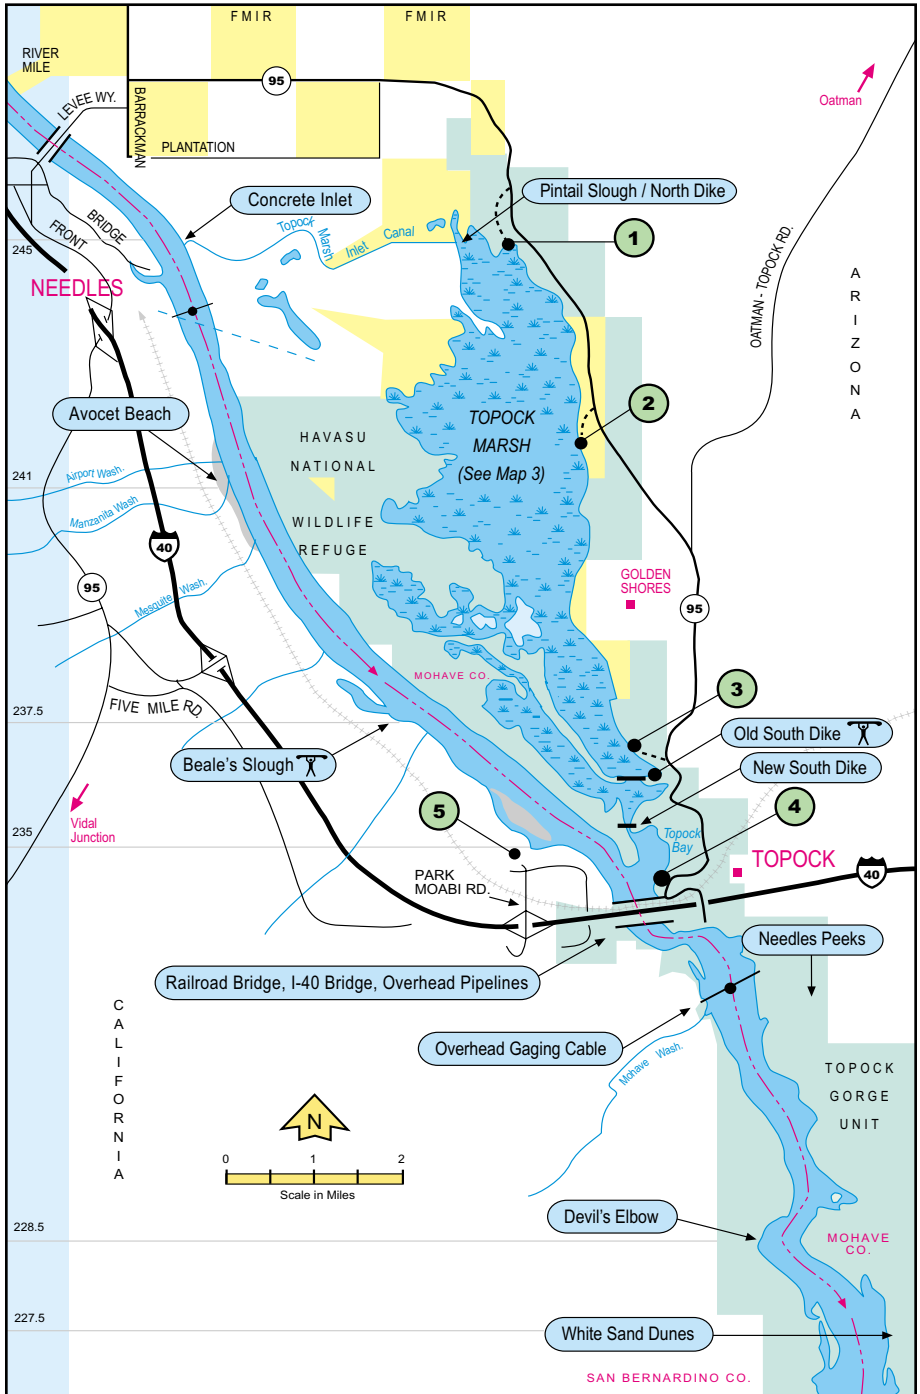 FMIR
FMIR
RIVER
MILE
95
LEVEE WY.
BARRACKMAN
PLANTATION
Oatman
Concrete Inlet
Pintail Slough / North Dike
Topock
Marsh
Inlet
Canal
1
BRIDGE
FRONT
245
NEEDLES
OATMAN - TOPOCK RD.
ARIZONA
Avocet Beach
2
TOPOCK
MARSH
(See Map 3)
HAVASU
NATIONAL
WILDLIFE
REFUGE
Airport Wash.
241
Manzanita Wash
40
95
Mesquite Wash.
GOLDEN
SHORES
95
MOHAVE CO.
3
FIVE MILE RD.
237.5
Old South Dike
Beale's Slough
New South Dike
Vidal
Junction
5
4
235
Topock
Bay
TOPOCK
40
PARK
MOABI RD.
Needles Peeks
Railroad Bridge, I-40 Bridge, Overhead Pipelines
Overhead Gaging Cable
Mohave Wash.
CALIFORNIA
TOPOCK
GORGE
UNIT
N
0 1 2
Scale in Miles
Devil's Elbow
228.5
MOHAVE
CO.
227.5
White Sand Dunes
SAN BERNARDINO CO.